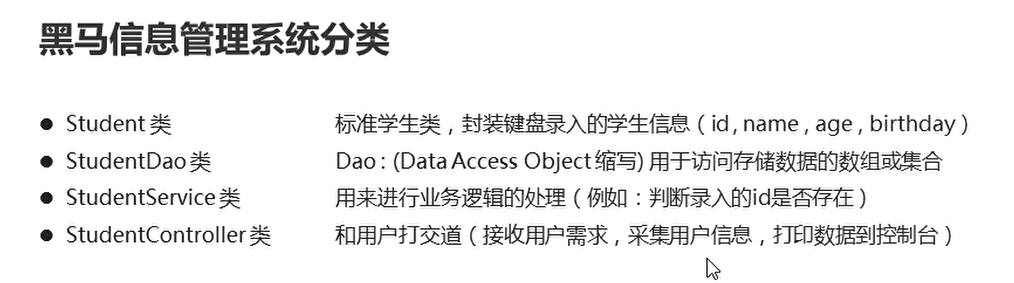 黑马信息管理系统分类
● Student 类 标准学生类，封装键盘录入的学生信息（id , name , age , birthday）
● StudentDao 类 Dao : (Data Access Object 缩写) 用于访问存储数据的数组或集合
● StudentService 类 用来进行业务逻辑的处理（例如：判断录入的id是否存在）
● StudentController 类 和用户打交道（接收用户需求，采集用户信息，打印数据到控制台）